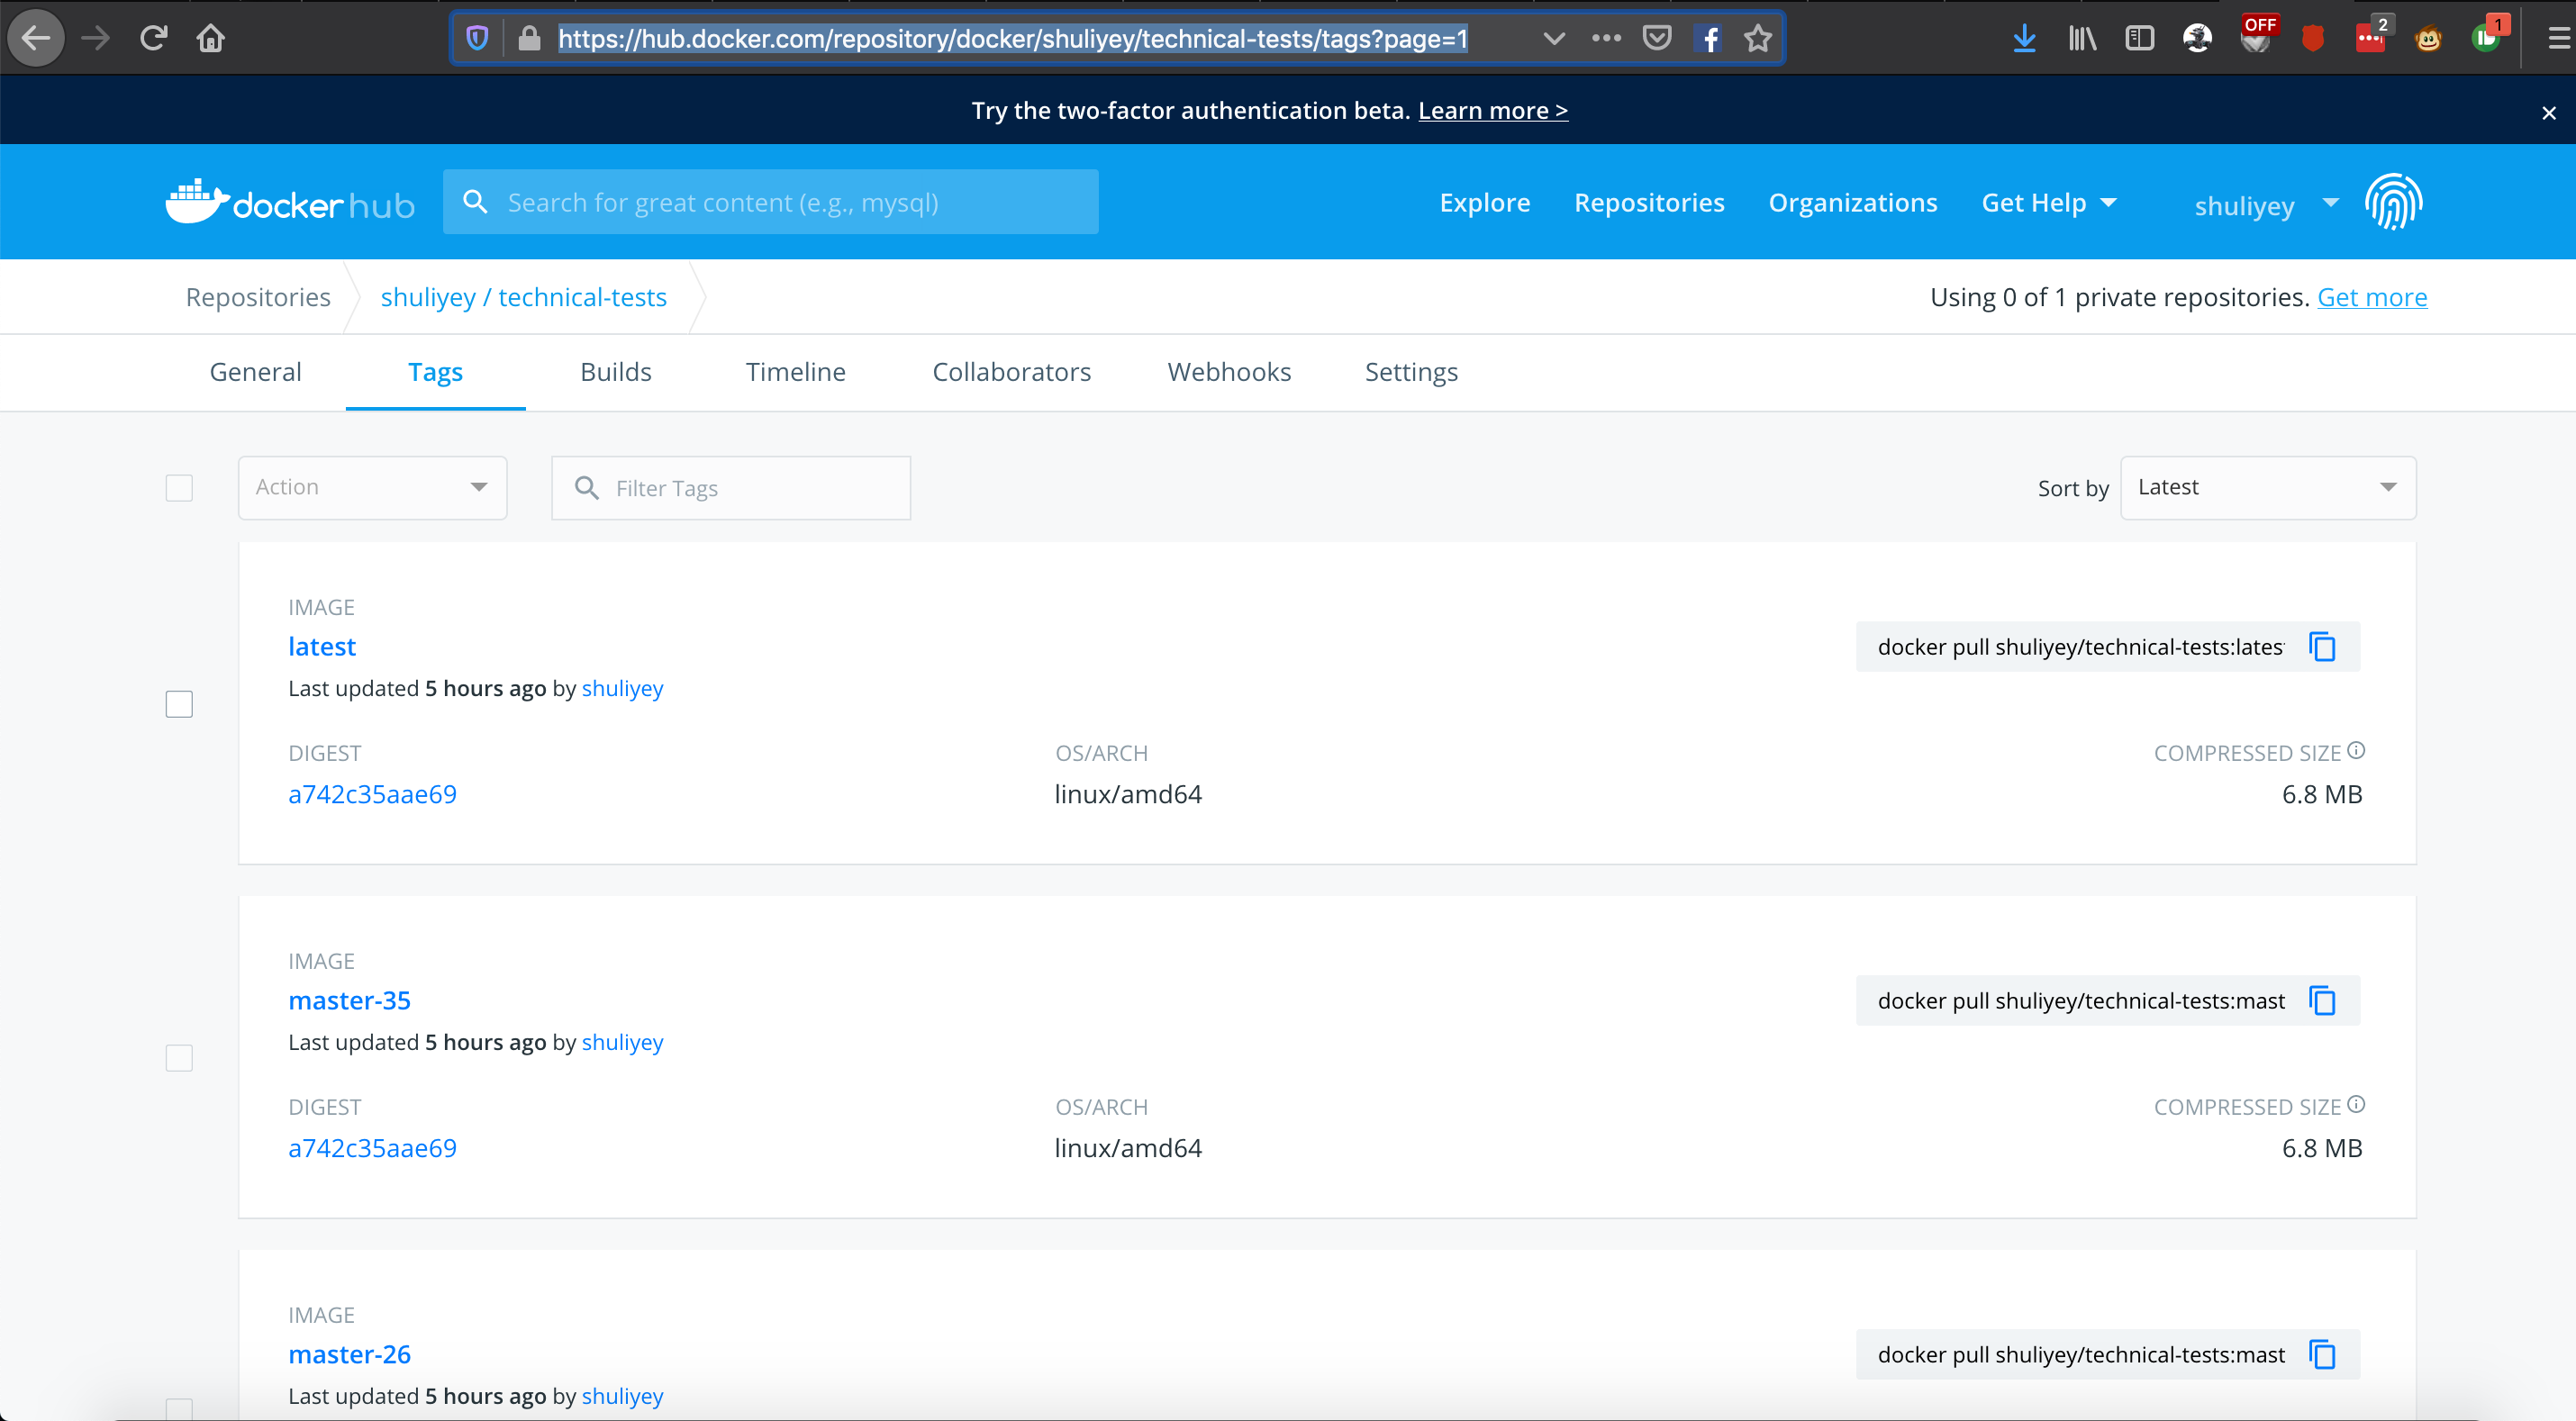 https://hub.docker.com/repository/docker/shuliyey/technical-tests/tags?page=1
OFF
2
1
Try the two-factor authentication beta. Learn more >
docker hub
Search for great content (e.g., mysql)
Explore
Repositories
Organizations
Get Help
shuliyey
Repositories
shuliyey / technical-tests
Using 0 of 1 private repositories. Get more
General
Tags
Builds
Timeline
Collaborators
Webhooks
Settings
Action
Filter Tags
Sort by
Latest
IMAGE
latest
docker pull shuliyey/technical-tests:lates
Last updated 5 hours ago by shuliyey
DIGEST
OS/ARCH
COMPRESSED SIZE
a742c35aae69
linux/amd64
6.8 MB
IMAGE
master-35
docker pull shuliyey/technical-tests:mast
Last updated 5 hours ago by shuliyey
DIGEST
OS/ARCH
COMPRESSED SIZE
a742c35aae69
linux/amd64
6.8 MB
IMAGE
master-26
docker pull shuliyey/technical-tests:mast
Last updated 5 hours ago by shuliyey